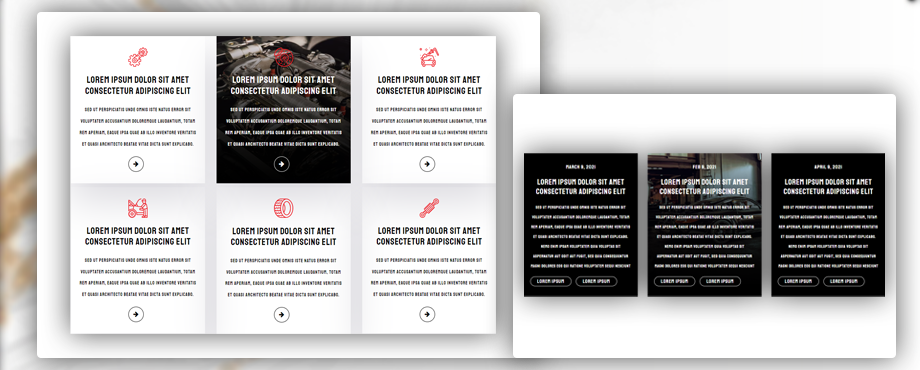 LOREM IPSUM DOLOR SIT AMET
CONSECTETUR ADIPISCING ELIT
SED UT PERSPICIATIS UNDE OMNIS ISTE NATUS ERROR SIT
VOLUPTATEM ACCUSANTIUM DOLOREMQUE LAUDANTIUM, TOTAM
REM APERIAM, EAQUE IPSA QUAE AB ILLO INVENTORE VERITATIS
ET QUASI ARCHITECTO BEATAE VITAE DICTA SUNT EXPLICABO.
LOREM IPSUM DOLOR SIT AMET
CONSECTETUR ADIPISCING ELIT
SED UT PERSPICIATIS UNDE OMNIS ISTE NATUS ERROR SIT
VOLUPTATEM ACCUSANTIUM DOLOREMQUE LAUDANTIUM, TOTAM
REM APERIAM, EAQUE IPSA QUAE AB ILLO INVENTORE VERITATIS
ET QUASI ARCHITECTO BEATAE VITAE DICTA SUNT EXPLICABO.
LOREM IPSUM DOLOR SIT AMET
CONSECTETUR ADIPISCING ELIT
SED UT PERSPICIATIS UNDE OMNIS ISTE NATUS ERROR SIT
VOLUPTATEM ACCUSANTIUM DOLOREMQUE LAUDANTIUM, TOTAM
REM APERIAM, EAQUE IPSA QUAE AB ILLO INVENTORE VERITATIS
ET QUASI ARCHITECTO BEATAE VITAE DICTA SUNT EXPLICABO.
LOREM IPSUM DOLOR SIT AMET
CONSECTETUR ADIPISCING ELIT
SED UT PERSPICIATIS UNDE OMNIS ISTE NATUS ERROR SIT
VOLUPTATEM ACCUSANTIUM DOLOREMQUE LAUDANTIUM, TOTAM
REM APERIAM, EAQUE IPSA QUAE AB ILLO INVENTORE VERITATIS
ET QUASI ARCHITECTO BEATAE VITAE DICTA SUNT EXPLICABO.
LOREM IPSUM DOLOR SIT AMET
CONSECTETUR ADIPISCING ELIT
SED UT PERSPICIATIS UNDE OMNIS ISTE NATUS ERROR SIT
VOLUPTATEM ACCUSANTIUM DOLOREMQUE LAUDANTIUM, TOTAM
REM APERIAM, EAQUE IPSA QUAE AB ILLO INVENTORE VERITATIS
ET QUASI ARCHITECTO BEATAE VITAE DICTA SUNT EXPLICABO.
LOREM IPSUM DOLOR SIT AMET
CONSECTETUR ADIPISCING ELIT
SED UT PERSPICIATIS UNDE OMNIS ISTE NATUS ERROR SIT
VOLUPTATEM ACCUSANTIUM DOLOREMQUE LAUDANTIUM, TOTAM
REM APERIAM, EAQUE IPSA QUAE AB ILLO INVENTORE VERITATIS
ET QUASI ARCHITECTO BEATAE VITAE DICTA SUNT EXPLICABO.
MARCH 9, 2021
LOREM IPSUM DOLOR SIT AMET
CONSECTETUR ADIPISCING ELIT
SED UT PERSPICIATIS UNDE OMNIS ISTE NATUS ERROR SIT
VOLUPTATEM ACCUSANTIUM DOLOREMQUE LAUDANTIUM, TOTAM
REM APERIAM, EAQUE IPSA QUAE AB ILLO INVENTORE VERITATIS
ET QUASI ARCHITECTO BEATAE VITAE DICTA SUNT EXPLICABO.
NEMO ENIM IPSAM VOLUPTATEM QUIA VOLUPTAS SIT
ASPERNATUR AUT ODIT AUT FUGIT, SED QUIA CONSEQUUNTUR
MAGNI DOLORES EOS QUI RATIONE VOLUPTATEM SEQUI NESCIUNT
LOREM IPSUM LOREM IPSUM
FEB 6, 2021
LOREM IPSUM DOLOR SIT AMET
CONSECTETUR ADIPISCING ELIT
SED UT PERSPICIATIS UNDE OMNIS ISTE NATUS ERROR SIT
VOLUPTATEM ACCUSANTIUM DOLOREMQUE LAUDANTIUM, TOTAM
REM APERIAM, EAQUE IPSA QUAE AB ILLO INVENTORE VERITATIS
ET QUASI ARCHITECTO BEATAE VITAE DICTA SUNT EXPLICABO.
NEMO ENIM IPSAM VOLUPTATEM QUIA VOLUPTAS SIT
ASPERNATUR AUT ODIT AUT FUGIT, SED QUIA CONSEQUUNTUR
MAGNI DOLORES EOS QUI RATIONE VOLUPTATEM SEQUI NESCIUNT
LOREM IPSUM LOREM IPSUM
APRIL 6, 2021
LOREM IPSUM DOLOR SIT AMET
CONSECTETUR ADIPISCING ELIT
SED UT PERSPICIATIS UNDE OMNIS ISTE NATUS ERROR SIT
VOLUPTATEM ACCUSANTIUM DOLOREMQUE LAUDANTIUM, TOTAM
REM APERIAM, EAQUE IPSA QUAE AB ILLO INVENTORE VERITATIS
ET QUASI ARCHITECTO BEATAE VITAE DICTA SUNT EXPLICABO.
NEMO ENIM IPSAM VOLUPTATEM QUIA VOLUPTAS SIT
ASPERNATUR AUT ODIT AUT FUGIT, SED QUIA CONSEQUUNTUR
MAGNI DOLORES EOS QUI RATIONE VOLUPTATEM SEQUI NESCIUNT
LOREM IPSUM LOREM IPSUM